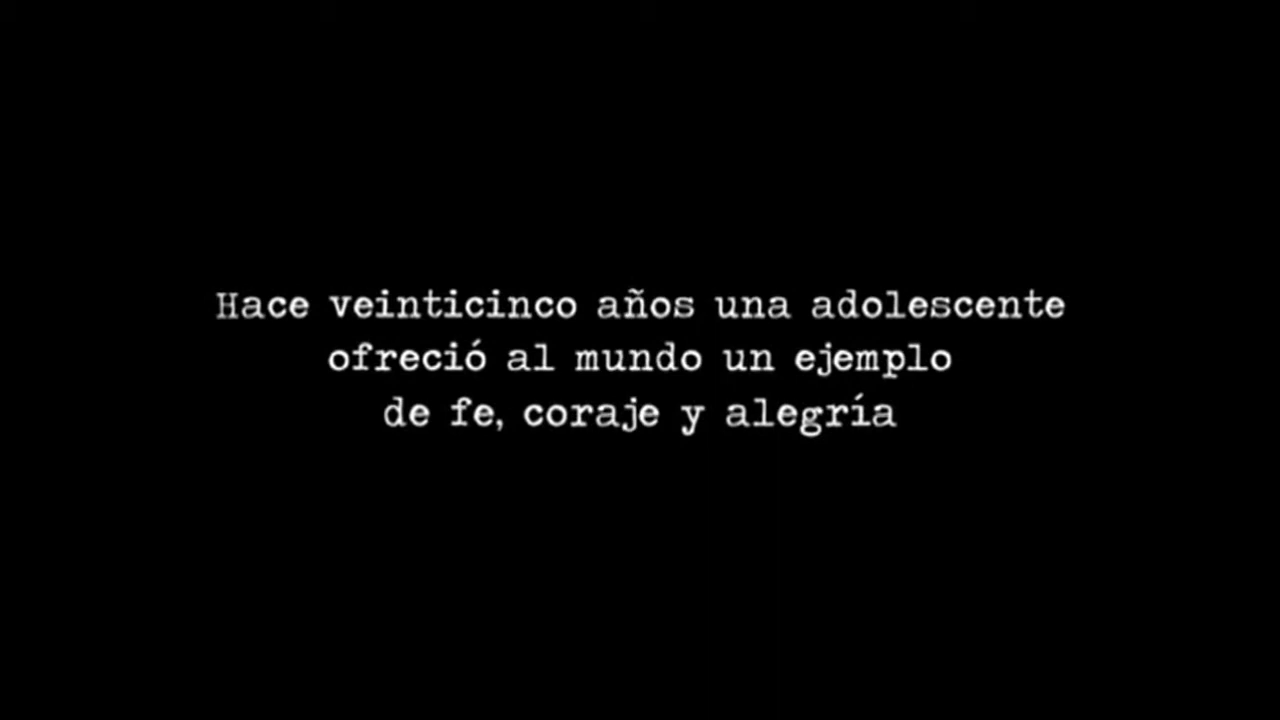 Hace veinticinco años una adolescente
ofreció al mundo un ejemplo
de fe, coraje y alegría